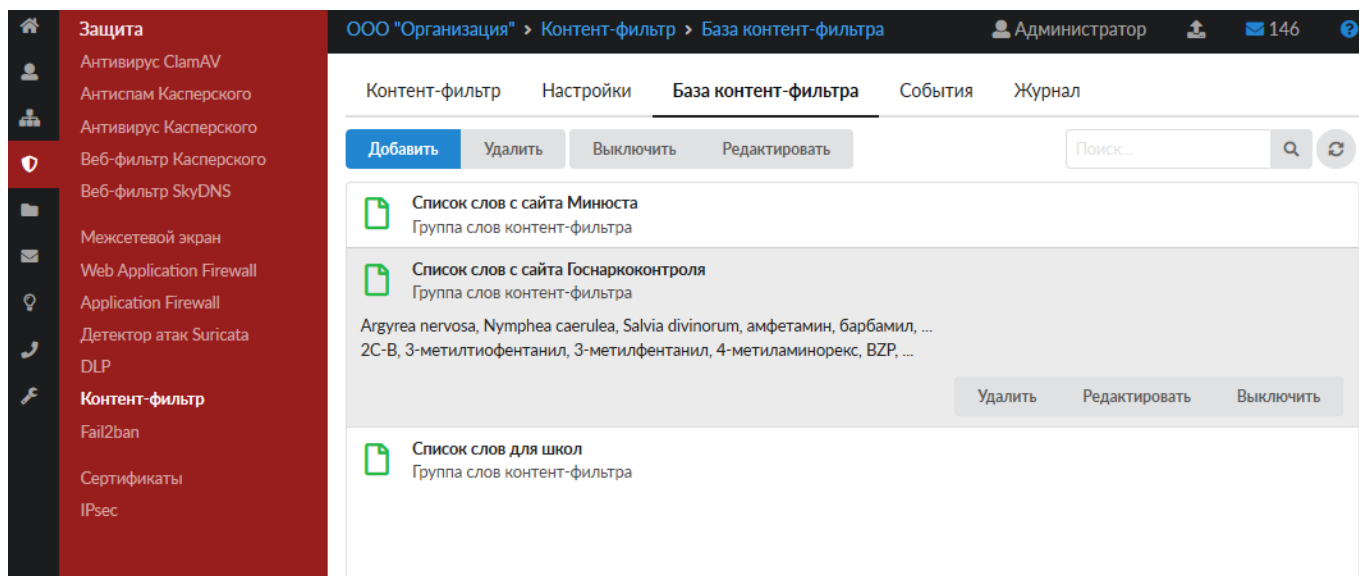 Защита
Антивирус ClamAV
Антиспам Касперского
Антивирус Касперского
Веб-фильтр Касперского
Веб-фильтр SkyDNS
Межсетевой экран
Web Application Firewall
Application Firewall
Детектор атак Suricata
DLP
Контент-фильтр
Fail2ban
Сертификаты
IPsec
ООО "Организация" > Контент-фильтр > База контент-фильтра
Администратор
146
?
Контент-фильтр Настройки База контент-фильтра События Журнал
Добавить Удалить Выключить Редактировать
Поиск...
Список слов с сайта Минюста
Группа слов контент-фильтра
Список слов с сайта Госнаркоконтроля
Группа слов контент-фильтра
Argyrea nervosa, Nymphea caerulea, Salvia divinorum, амфетамин, барбамил, ...
2C-B, 3-метилтиофентанил, 3-метилфентанил, 4-метиламинорекс, BZP, ...
Удалить Редактировать Выключить
Список слов для школ
Группа слов контент-фильтра